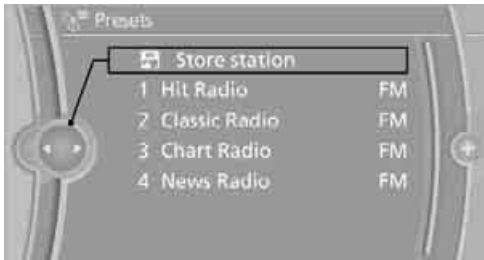 Presets
Store station
1 Hit Radio FM
2 Classic Radio FM
3 Chart Radio FM
4 News Radio FM